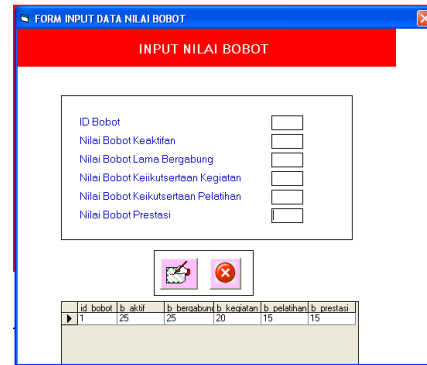 FORM INPUT DATA NILAI BOBOT
INPUT NILAI BOBOT
ID Bobot
Nilai Bobot Keaktifan
Nilai Bobot Lama Bergabung
Nilai Bobot Keiikutsertaan Kegiatan
Nilai Bobot Keikutsertaan Pelatihan
Nilai Bobot Prestasi
id_bobot b_aktif b_bergabung b_kegiatan b_pelatihan b_prestasi
1 25 25 20 15 15